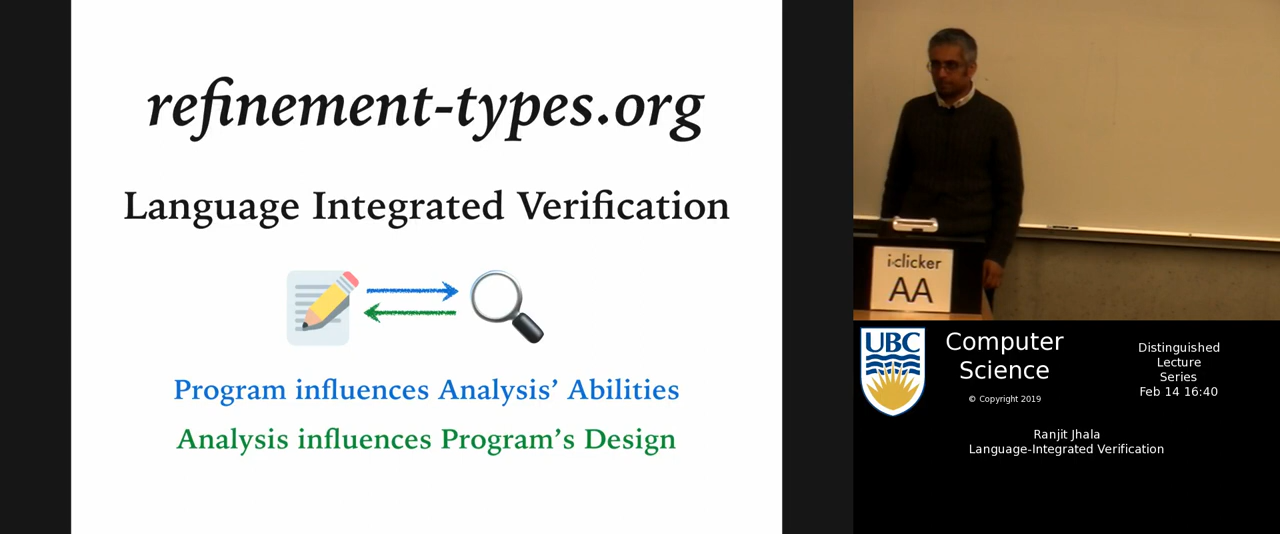 refinement-types.org
Language Integrated Verification
Program influences Analysis’ Abilities
Analysis influences Program’s Design
i>clicker
AA
UBC
Computer
Science
© Copyright 2019
Distinguished
Lecture
Series
Feb 14 16:40
Ranjit Jhala
Language-Integrated Verification